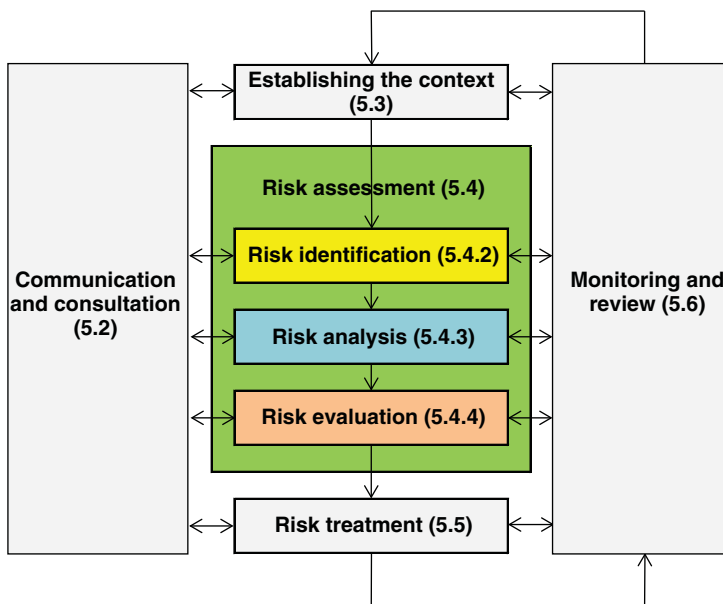 Establishing the context
(5.3)
Risk assessment (5.4)
Risk identification (5.4.2)
Communication
and consultation
(5.2)
Monitoring and
review (5.6)
Risk analysis (5.4.3)
Risk evaluation (5.4.4)
Risk treatment (5.5)